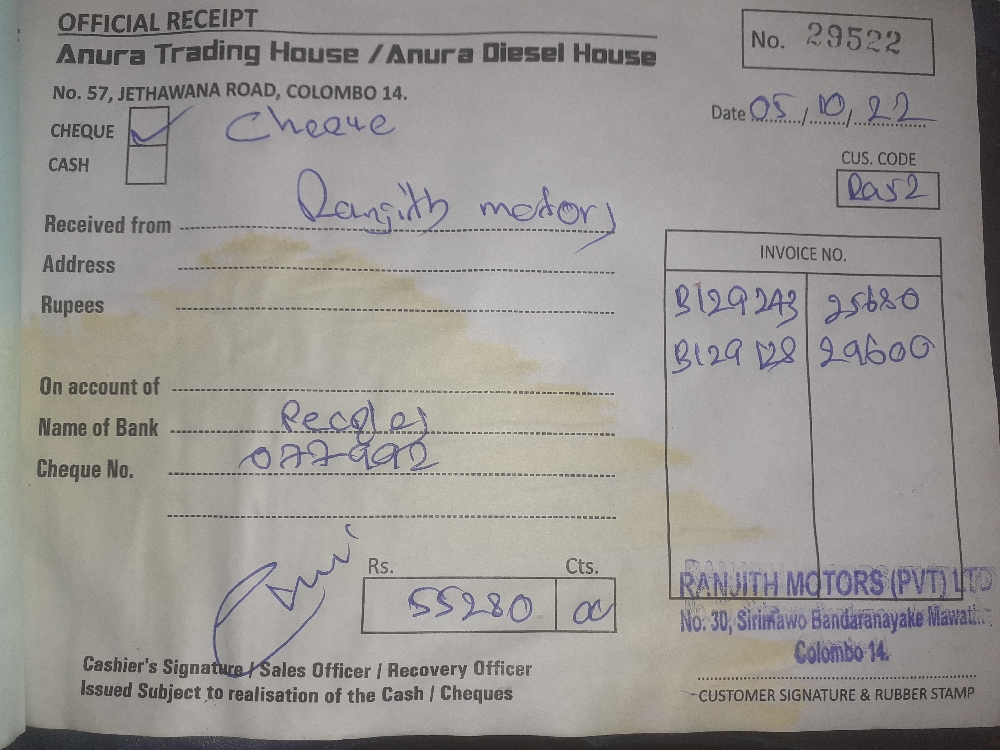 OFFICIAL RECEIPT
Anura Trading House / Anura Diesel House
No. 29522
No. 57, JETHAWANA ROAD, COLOMBO 14.
Date 05/10/22
CHEQUE Cheque
CASH
CUS. CODE
Ras2
Received from Ranjith motors
Address
Rupees
INVOICE NO.
B129243 25680
B129128 29600
On account of
Name of Bank Peoples
Cheque No. 077992
Rs. Cts.
55280 00
RANJITH MOTORS (PVT) LTD
No. 30, Sirimawo Bandaranayake Mawatha
Colombo 14.
Cashier's Signature / Sales Officer / Recovery Officer
Issued Subject to realisation of the Cash / Cheques
CUSTOMER SIGNATURE & RUBBER STAMP